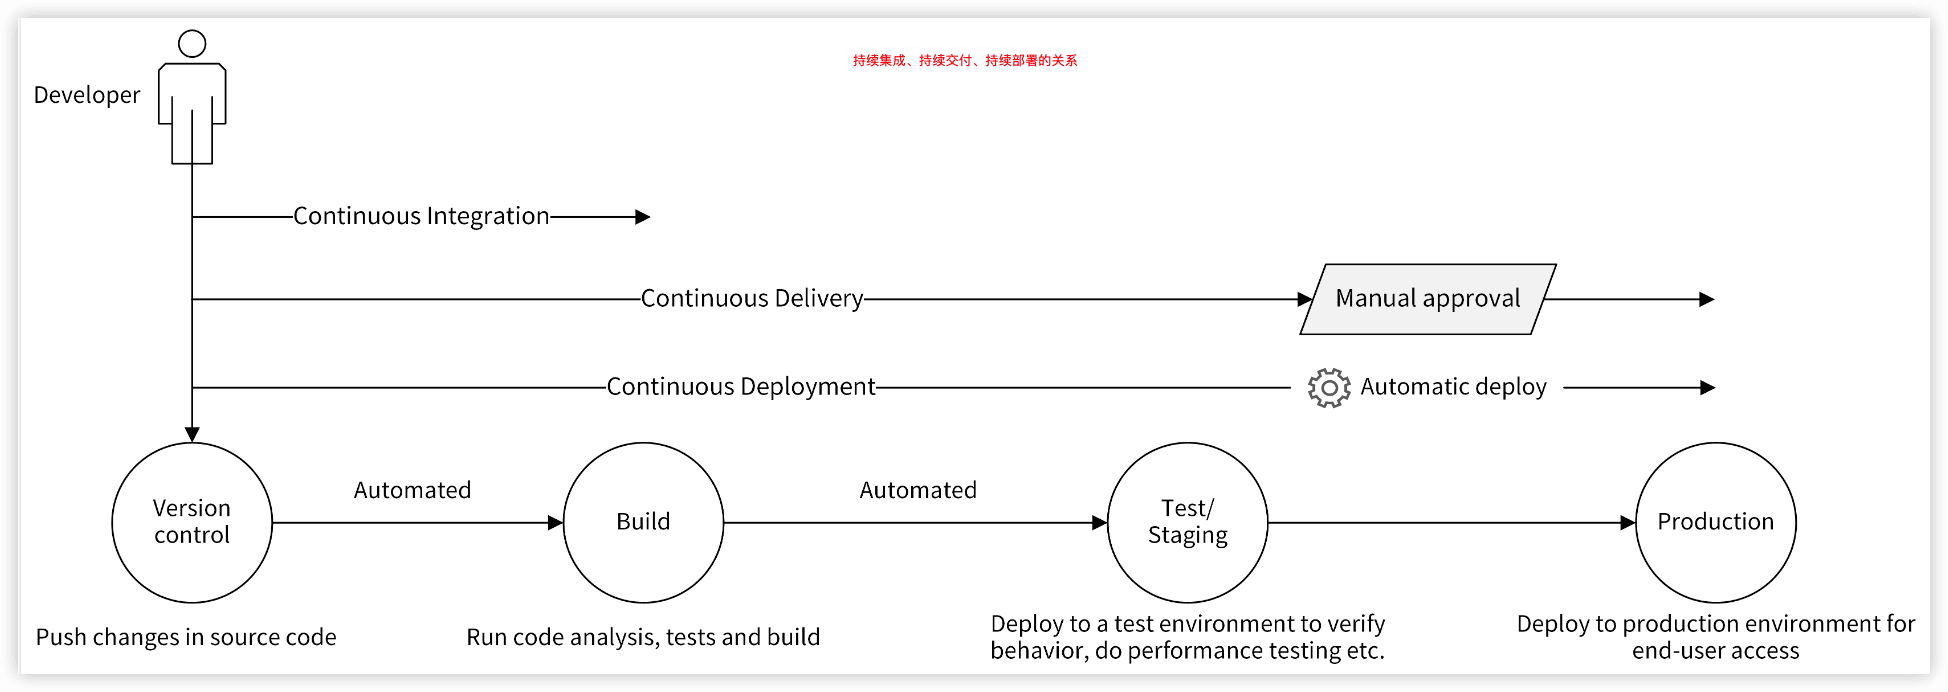 持续集成、持续交付、持续部署的关系
Developer
Continuous Integration
Continuous Delivery
Manual approval
Continuous Deployment
Automatic deploy
Version
control
Automated
Build
Automated
Test/
Staging
Production
Push changes in source code
Run code analysis, tests and build
Deploy to a test environment to verify
behavior, do performance testing etc.
Deploy to production environment for
end-user access